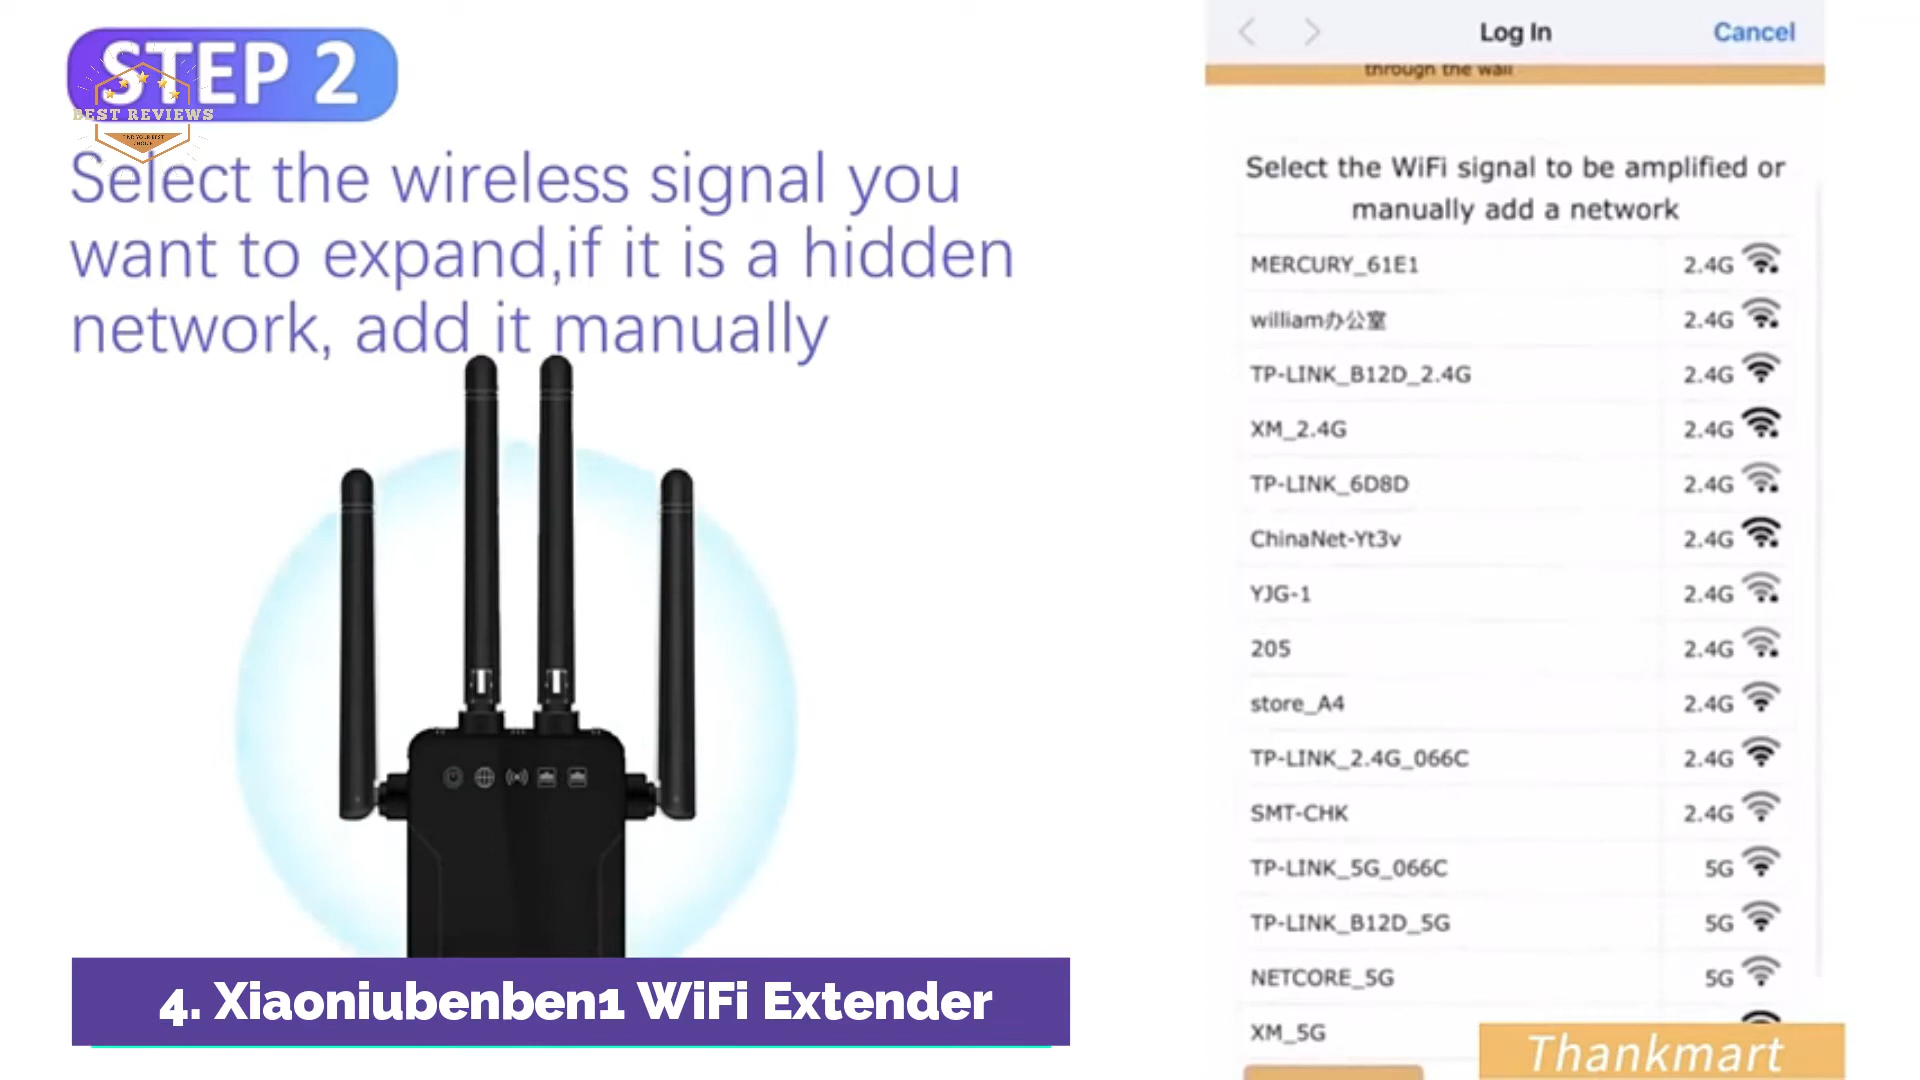 STEP 2
BEST REVIEWS
FIND YOUR BEST
CHOICE
Select the wireless signal you
want to expand,if it is a hidden
network, add it manually
4. Xiaoniubenben1 WiFi Extender
Log In
Cancel
through the wall
Select the WiFi signal to be amplified or
manually add a network
MERCURY_61E1 2.4G
william办公室 2.4G
TP-LINK_B12D_2.4G 2.4G
XM_2.4G 2.4G
TP-LINK_6D8D 2.4G
ChinaNet-Yt3v 2.4G
YJG-1 2.4G
205 2.4G
store_A4 2.4G
TP-LINK_2.4G_066C 2.4G
SMT-CHK 2.4G
TP-LINK_5G_066C 5G
TP-LINK_B12D_5G 5G
NETCORE_5G 5G
XM_5G
Thankmart